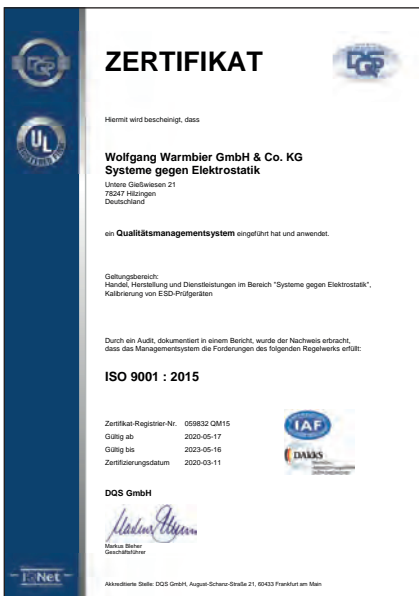 DQS
ZERTIFIKAT
DQS
UL
Hiermit wird bescheinigt, dass
Wolfgang Warmbier GmbH & Co. KG
Systeme gegen Elektrostatik
Untere Gießwiesen 21
78247 Hilzingen
Deutschland
ein Qualitätsmanagementsystem eingeführt hat und anwendet.
Geltungsbereich:
Handel, Herstellung und Dienstleistungen im Bereich "Systeme gegen Elektrostatik",
Kalibrierung von ESD-Prüfgeräten
Durch ein Audit, dokumentiert in einem Bericht, wurde der Nachweis erbracht,
dass das Managementsystem die Forderungen des folgenden Regelwerks erfüllt:
ISO 9001 : 2015
Zertifikat-Registrier-Nr. 059832 QM15
Gültig ab 2020-05-17
Gültig bis 2023-05-16
Zertifizierungsdatum 2020-03-11
IAF
DAkkS
DQS GmbH
Markus Bleher
Geschäftsführer
IQNet
Akkreditierte Stelle: DQS GmbH, August-Schanz-Straße 21, 60433 Frankfurt am Main